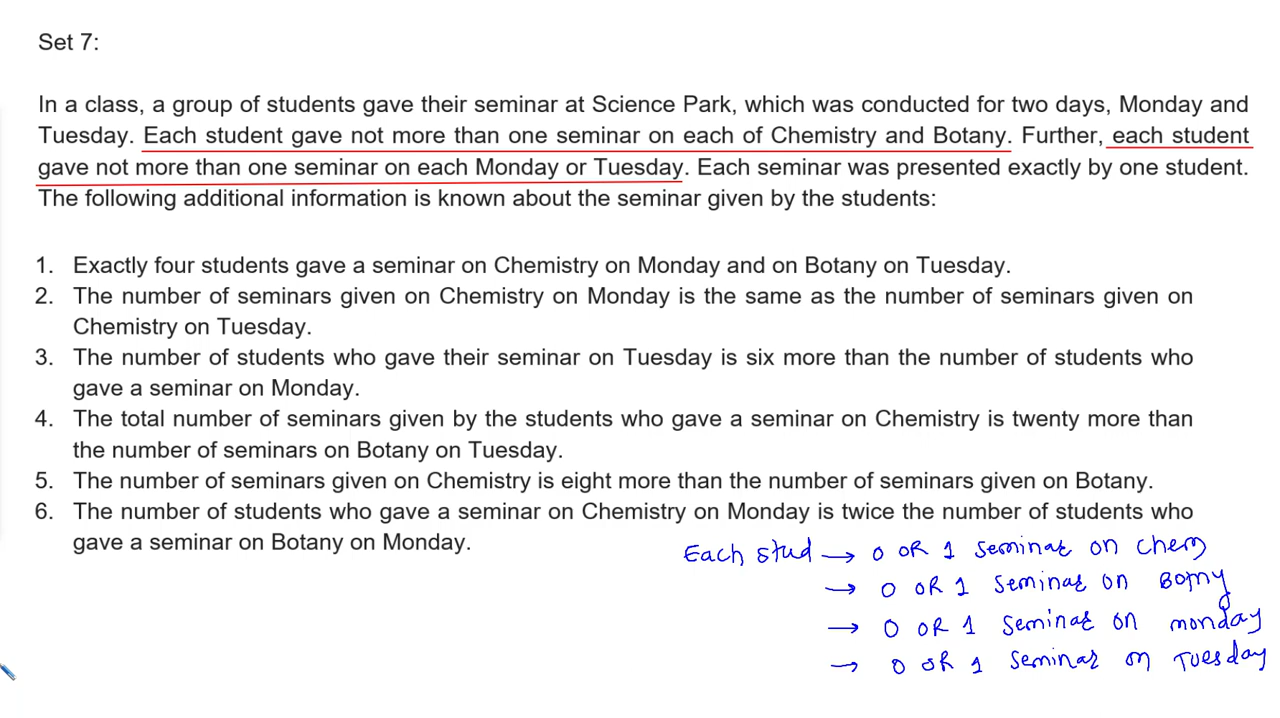 Set 7:
In a class, a group of students gave their seminar at Science Park, which was conducted for two days, Monday and
Tuesday. Each student gave not more than one seminar on each of Chemistry and Botany. Further, each student
gave not more than one seminar on each Monday or Tuesday. Each seminar was presented exactly by one student.
The following additional information is known about the seminar given by the students:
1. Exactly four students gave a seminar on Chemistry on Monday and on Botany on Tuesday.
2. The number of seminars given on Chemistry on Monday is the same as the number of seminars given on
Chemistry on Tuesday.
3. The number of students who gave their seminar on Tuesday is six more than the number of students who
gave a seminar on Monday.
4. The total number of seminars given by the students who gave a seminar on Chemistry is twenty more than
the number of seminars on Botany on Tuesday.
5. The number of seminars given on Chemistry is eight more than the number of seminars given on Botany.
6. The number of students who gave a seminar on Chemistry on Monday is twice the number of students who
gave a seminar on Botany on Monday.
Each stud → 0 OR 1 seminar on chem
→ 0 OR 1 seminar on Botny
→ 0 OR 1 seminar on monday
→ 0 OR 1 seminar on Tuesday